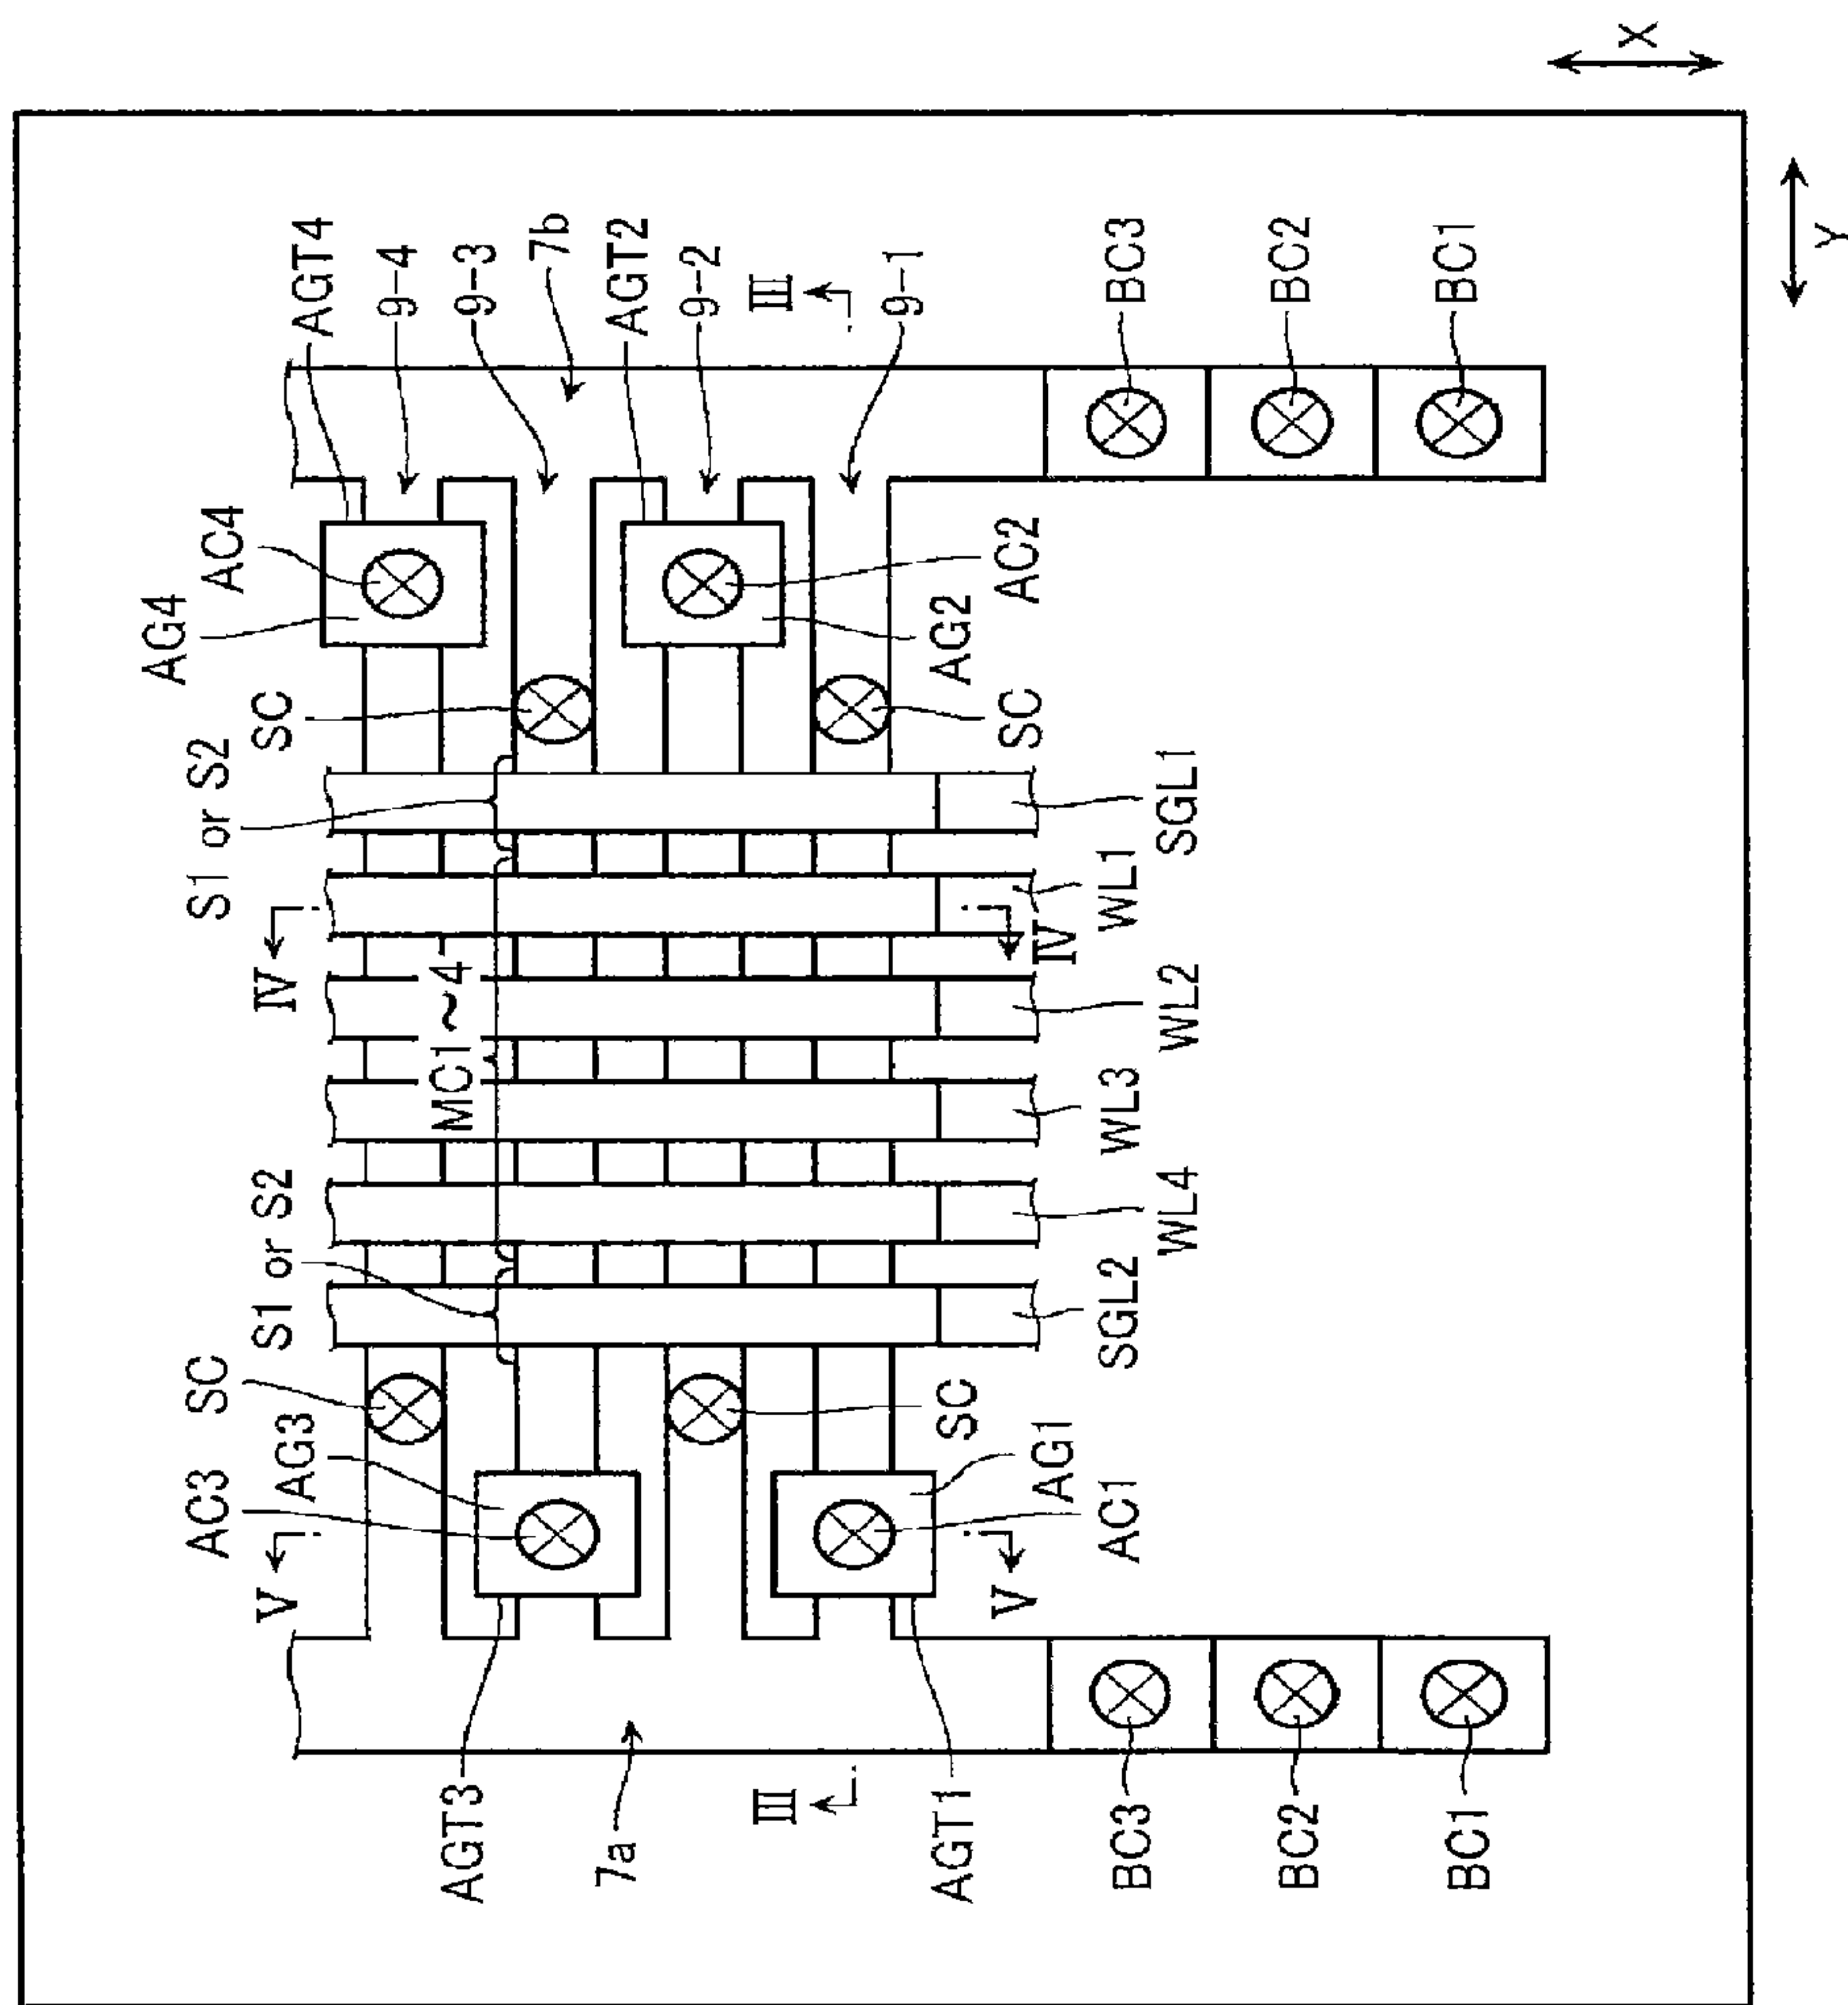 AG4
AC3
SC
S1 or S2
AC4
V
S1 or S2
IV
SC
AG3
AGT4
9-4
AGT3
MC1~4
9-3
7b
7a
AGT2
9-2
III
III
9-1
AGT1
SC
AG2
V
SC
AC2
AG1
IV
BC3
AC1
SGL2
WL3
WL1
BC3
WL4
WL2
SGL1
BC2
BC2
BC1
BC1
X
Y